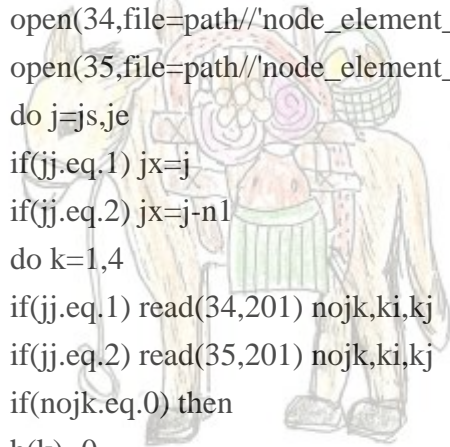 open(34,file=path//'node_element_
open(35,file=path//'node_element_
do j=js,je
if(jj.eq.1) jx=j
if(jj.eq.2) jx=j-n1
do k=1,4
if(jj.eq.1) read(34,201) nojk,ki,kj
if(jj.eq.2) read(35,201) nojk,ki,kj
if(nojk.eq.0) then